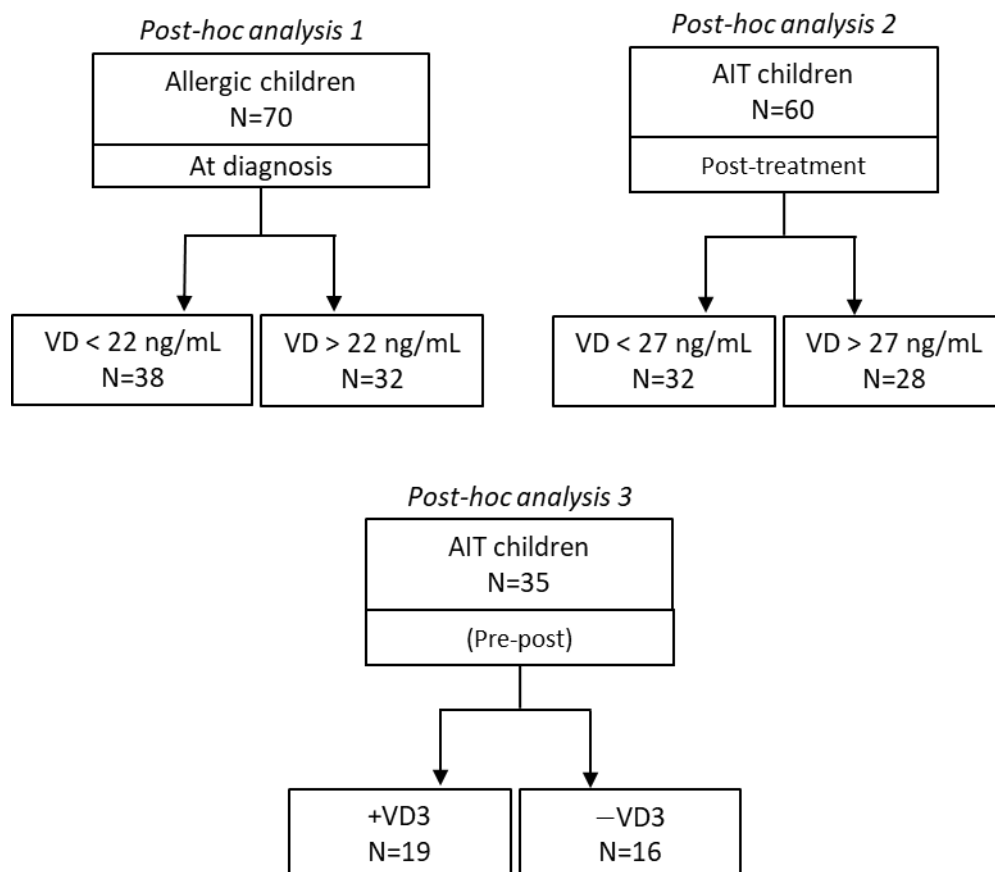 Post-hoc analysis 1
Allergic children
N=70
At diagnosis
VD < 22 ng/mL
N=38
VD > 22 ng/mL
N=32
Post-hoc analysis 2
AIT children
N=60
Post-treatment
VD < 27 ng/mL
N=32
VD > 27 ng/mL
N=28
Post-hoc analysis 3
AIT children
N=35
(Pre-post)
+VD3
N=19
—VD3
N=16